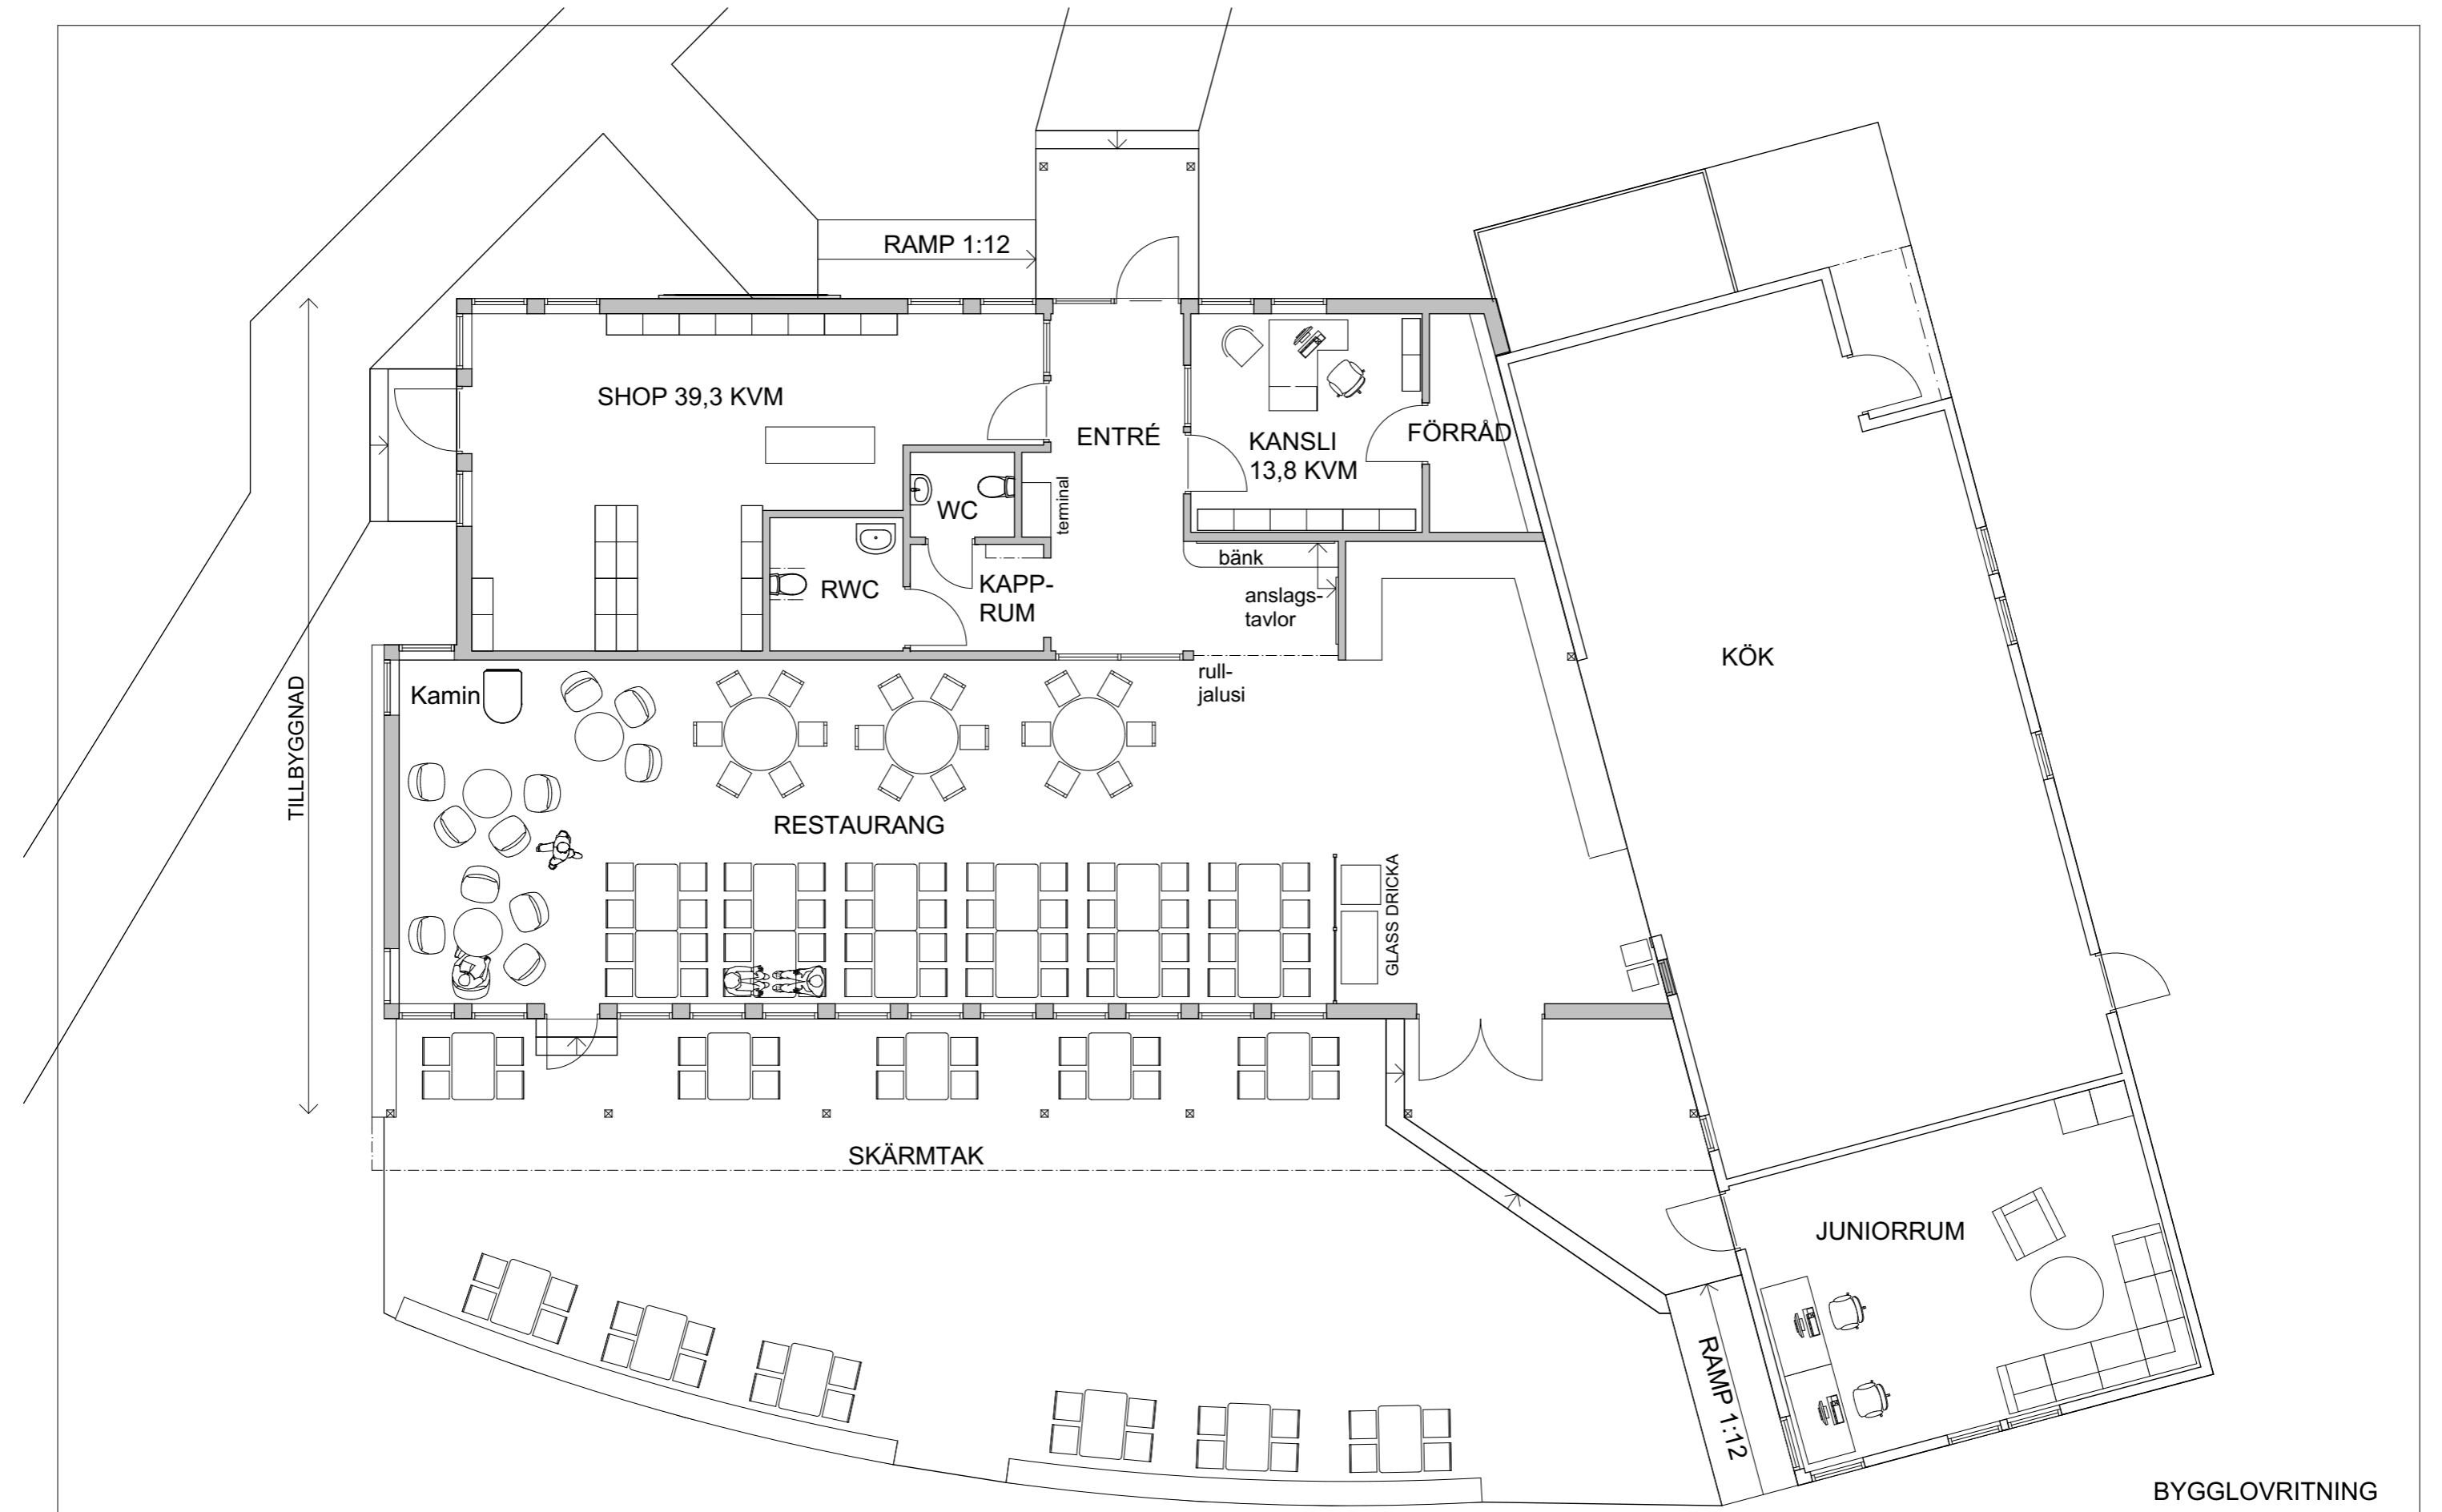 RAMP 1:12
SHOP 39,3 KVM
ENTRÉ
KANSLI
13,8 KVM
FÖRRÅD
WC
terminal
RWC
KAPP-
RUM
bänk
anslags-
tavlor
rull-
jalusi
KÖK
TILLBYGGNAD
Kamin
RESTAURANG
GLASS DRICKA
SKÄRMTAK
JUNIORRUM
RAMP 1:12
BYGGLOVRITNING